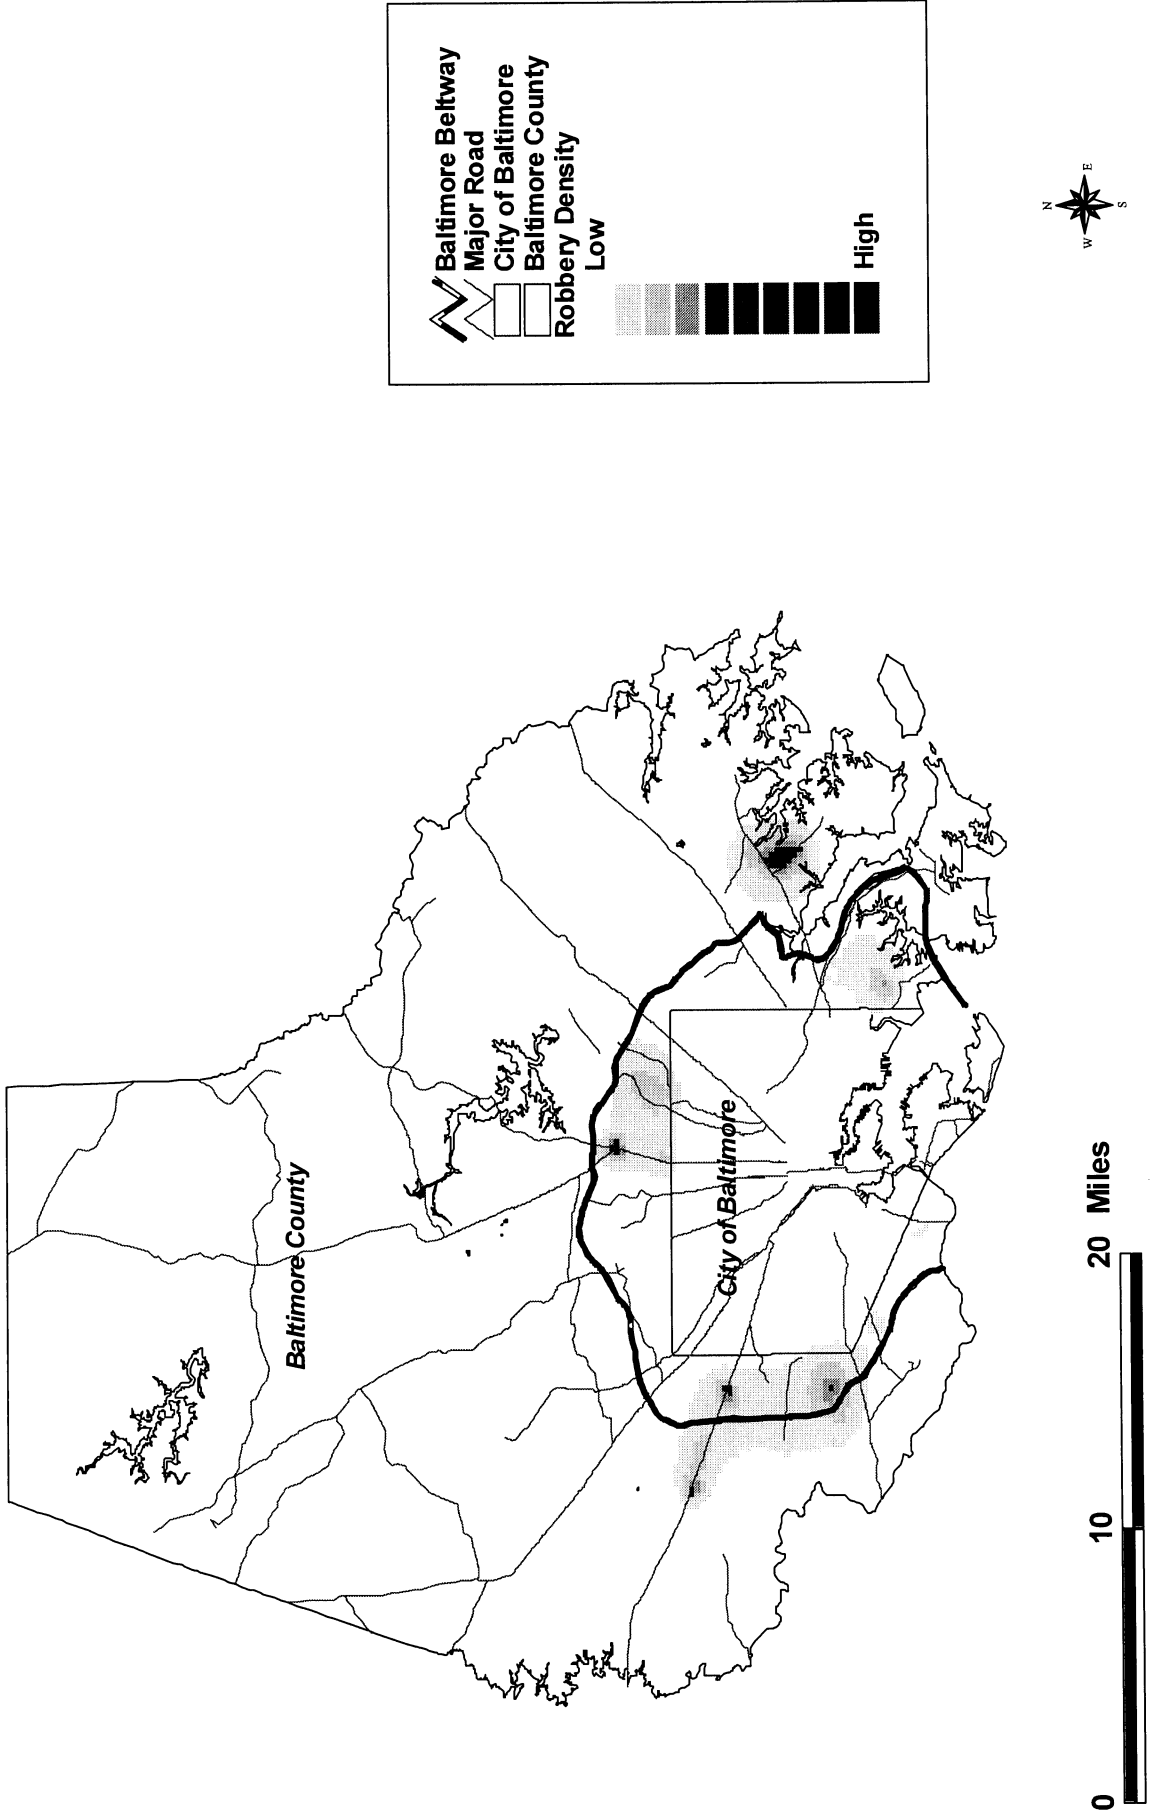 Baltimore Beltway
Major Road
City of Baltimore
Baltimore County
Robbery Density
Low
High
Baltimore County
City of Baltimore
N
W
E
S
0
10
20 Miles